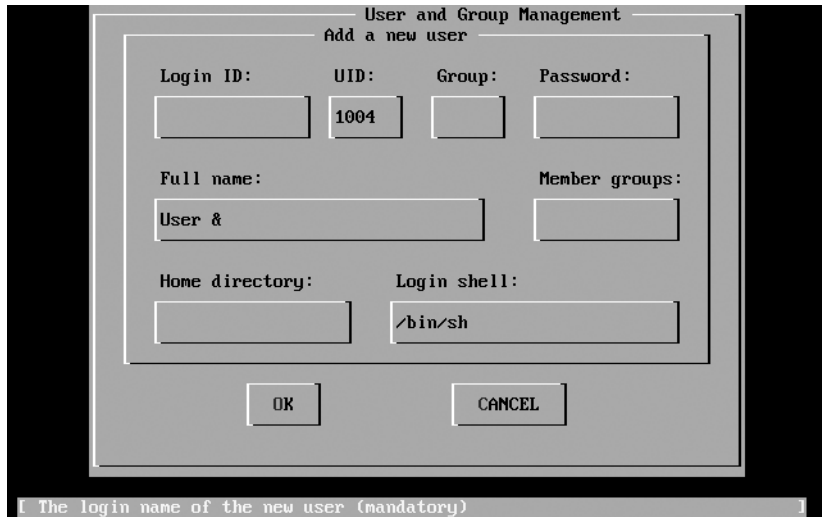 User and Group Management
Add a new user
Login ID: UID: Group: Password:
1004
Full name: Member groups:
User &
Home directory: Login shell:
/bin/sh
OK CANCEL
[ The login name of the new user (mandatory) ]